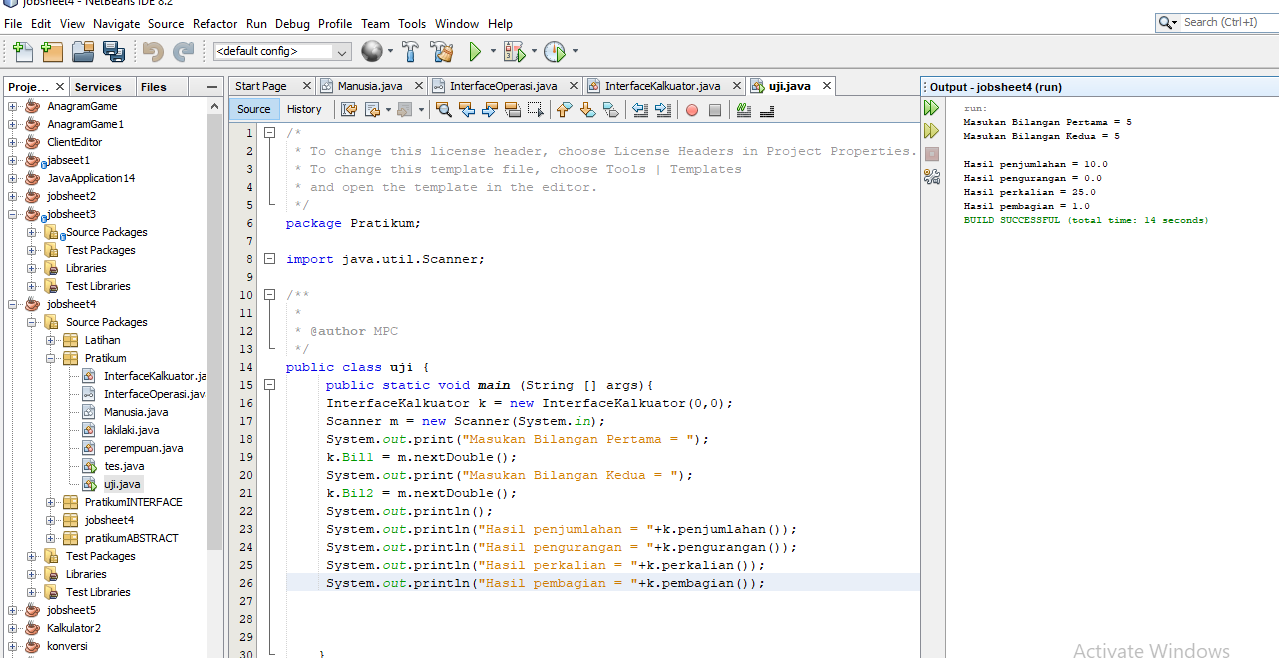 jobsheet4 - NetBeans IDE 8.2
File Edit View Navigate Source Refactor Run Debug Profile Team Tools Window Help
Search (Ctrl+I)
<default config>
Proje... Services Files
AnagramGame
AnagramGame1
ClientEditor
jabseet1
JavaApplication14
jobsheet2
jobsheet3
Source Packages
Test Packages
Libraries
Test Libraries
jobsheet4
Source Packages
Latihan
Pratikum
InterfaceKalkuator.ja
InterfaceOperasi.jav
Manusia.java
lakilaki.java
perempuan.java
tes.java
uji.java
PratikumINTERFACE
jobsheet4
pratikumABSTRACT
Test Packages
Libraries
Test Libraries
jobsheet5
Kalkulator2
konversi
Start Page Manusia.java InterfaceOperasi.java InterfaceKalkuator.java uji.java
Source History
1 /*
2 * To change this license header, choose License Headers in Project Properties.
3 * To change this template file, choose Tools | Templates
4 * and open the template in the editor.
5 */
6 package Pratikum;
7
8 import java.util.Scanner;
9
10 /**
11 *
12 * @author MPC
13 */
14 public class uji {
15 public static void main (String [] args){
16 InterfaceKalkuator k = new InterfaceKalkuator(0,0);
17 Scanner m = new Scanner(System.in);
18 System.out.print("Masukan Bilangan Pertama = ");
19 k.Bil1 = m.nextDouble();
20 System.out.print("Masukan Bilangan Kedua = ");
21 k.Bil2 = m.nextDouble();
22 System.out.println();
23 System.out.println("Hasil penjumlahan = "+k.penjumlahan());
24 System.out.println("Hasil pengurangan = "+k.pengurangan());
25 System.out.println("Hasil perkalian = "+k.perkalian());
26 System.out.println("Hasil pembagian = "+k.pembagian());
27
28
29
30 }
Output - jobsheet4 (run)
run:
Masukan Bilangan Pertama = 5
Masukan Bilangan Kedua = 5
Hasil penjumlahan = 10.0
Hasil pengurangan = 0.0
Hasil perkalian = 25.0
Hasil pembagian = 1.0
BUILD SUCCESSFUL (total time: 14 seconds)
Activate Windows